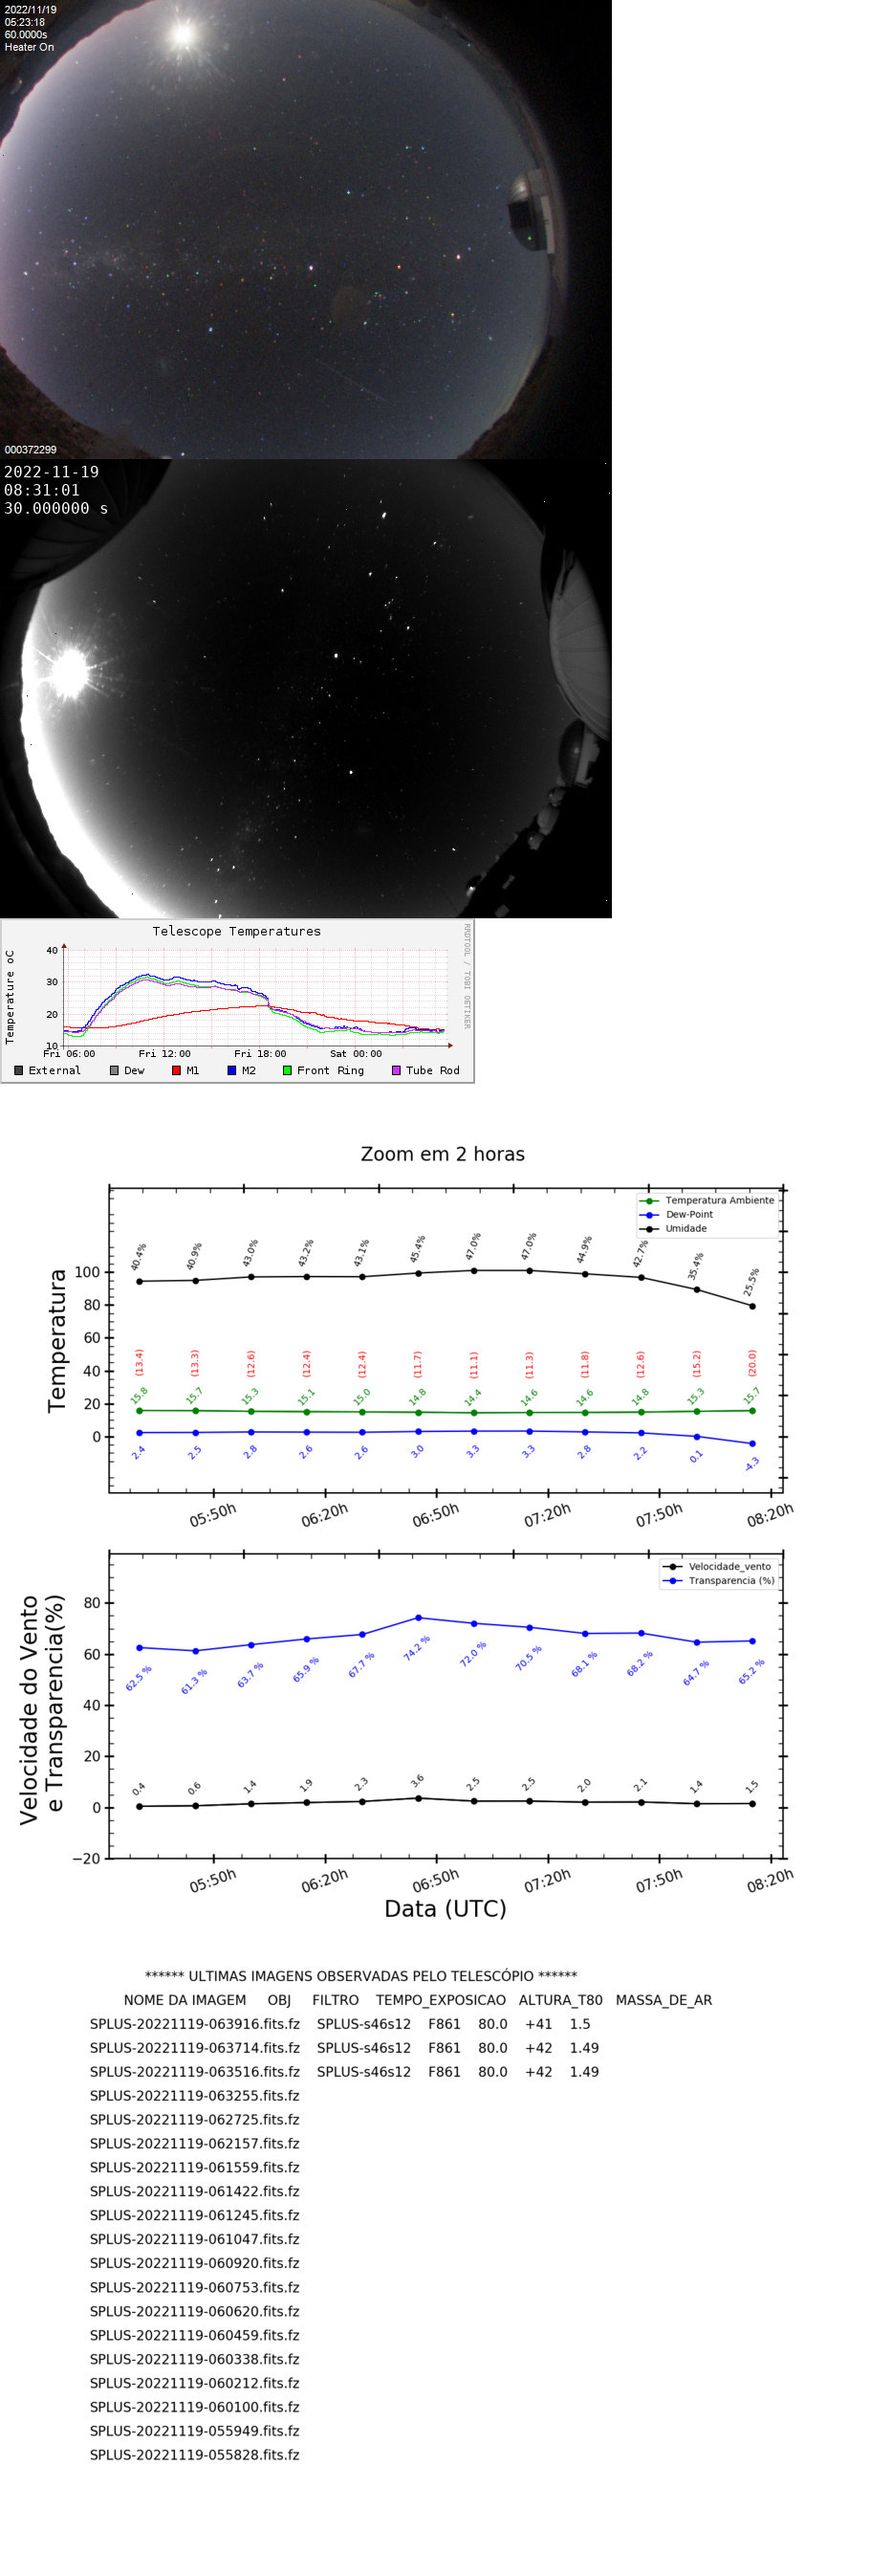 2022/11/19
05:23:18
60.0000s
Heater On
000372299
2022-11-19
08:31:01
30.000000 s
Telescope Temperatures
RRDTOOL / TOBI OETIKER
Temperature oC
40
30
20
10
Fri 06:00 Fri 12:00 Fri 18:00 Sat 00:00
External Dew M1 M2 Front Ring Tube Rod
Zoom em 2 horas
Temperatura Ambiente
Dew-Point
Umidade
Temperatura
100
80
60
40
20
0
40.4% 40.9% 43.0% 43.2% 43.1% 45.4% 47.0% 47.0% 44.9% 42.7% 35.4% 25.5%
(13.4) (13.3) (12.6) (12.4) (12.4) (11.7) (11.1) (11.3) (11.8) (12.6) (15.2) (20.0)
15.8 15.7 15.3 15.1 15.0 14.8 14.4 14.6 14.6 14.8 15.3 15.7
2.4 2.5 2.8 2.6 2.6 3.0 3.3 3.3 2.8 2.2 0.1 -4.3
05:50h 06:20h 06:50h 07:20h 07:50h 08:20h
Velocidade_vento
Transparencia (%)
Velocidade do Vento
e Transparencia(%)
80
60
40
20
0
−20
62.5 % 61.3 % 63.7 % 65.9 % 67.7 % 74.2 % 72.0 % 70.5 % 68.1 % 68.2 % 64.7 % 65.2 %
0.4 0.6 1.4 1.9 2.3 3.6 2.5 2.5 2.0 2.1 1.4 1.5
05:50h 06:20h 06:50h 07:20h 07:50h 08:20h
Data (UTC)
****** ULTIMAS IMAGENS OBSERVADAS PELO TELESCÓPIO ******
NOME DA IMAGEM OBJ FILTRO TEMPO_EXPOSICAO ALTURA_T80 MASSA_DE_AR
SPLUS-20221119-063916.fits.fz SPLUS-s46s12 F861 80.0 +41 1.5
SPLUS-20221119-063714.fits.fz SPLUS-s46s12 F861 80.0 +42 1.49
SPLUS-20221119-063516.fits.fz SPLUS-s46s12 F861 80.0 +42 1.49
SPLUS-20221119-063255.fits.fz
SPLUS-20221119-062725.fits.fz
SPLUS-20221119-062157.fits.fz
SPLUS-20221119-061559.fits.fz
SPLUS-20221119-061422.fits.fz
SPLUS-20221119-061245.fits.fz
SPLUS-20221119-061047.fits.fz
SPLUS-20221119-060920.fits.fz
SPLUS-20221119-060753.fits.fz
SPLUS-20221119-060620.fits.fz
SPLUS-20221119-060459.fits.fz
SPLUS-20221119-060338.fits.fz
SPLUS-20221119-060212.fits.fz
SPLUS-20221119-060100.fits.fz
SPLUS-20221119-055949.fits.fz
SPLUS-20221119-055828.fits.fz